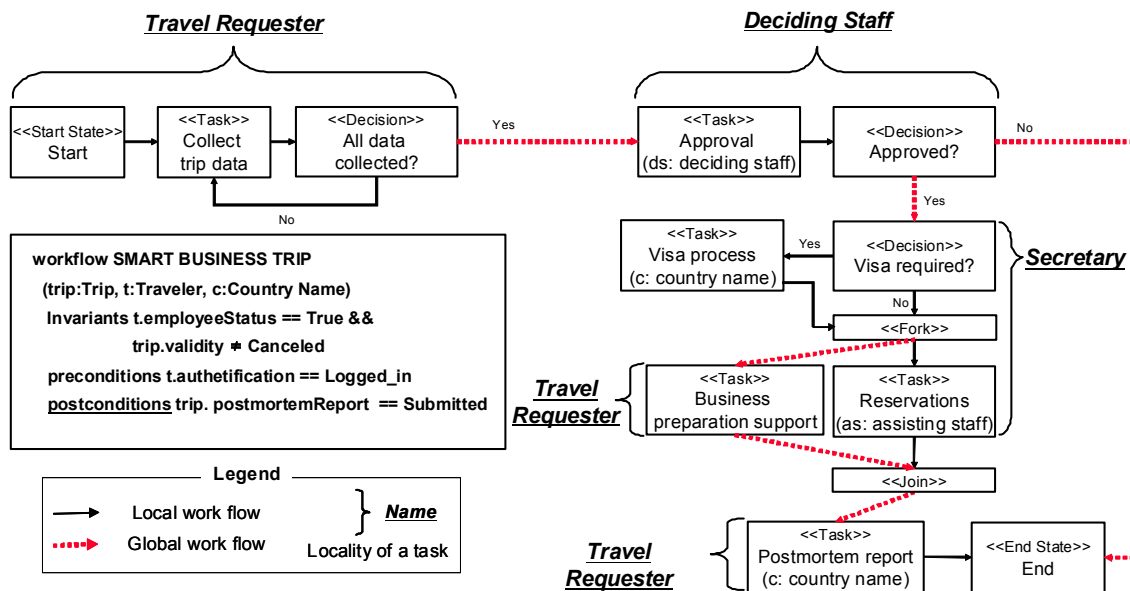 Travel Requester
Deciding Staff
<<Start State>>
Start
<<Task>>
Collect
trip data
<<Decision>>
All data
collected?
Yes
No
<<Task>>
Approval
(ds: deciding staff)
<<Decision>>
Approved?
No
Yes
workflow SMART BUSINESS TRIP
(trip:Trip, t:Traveler, c:Country Name)
Invariants t.employeeStatus == True &&
trip.validity ≠ Canceled
preconditions t.authetification == Logged_in
postconditions trip. postmortemReport == Submitted
<<Task>>
Visa process
(c: country name)
Yes
<<Decision>>
Visa required?
No
Secretary
<<Fork>>
Travel
Requester
<<Task>>
Business
preparation support
<<Task>>
Reservations
(as: assisting staff)
<<Join>>
Travel
Requester
<<Task>>
Postmortem report
(c: country name)
<<End State>>
End
Legend
Local work flow
Global work flow
Name
Locality of a task